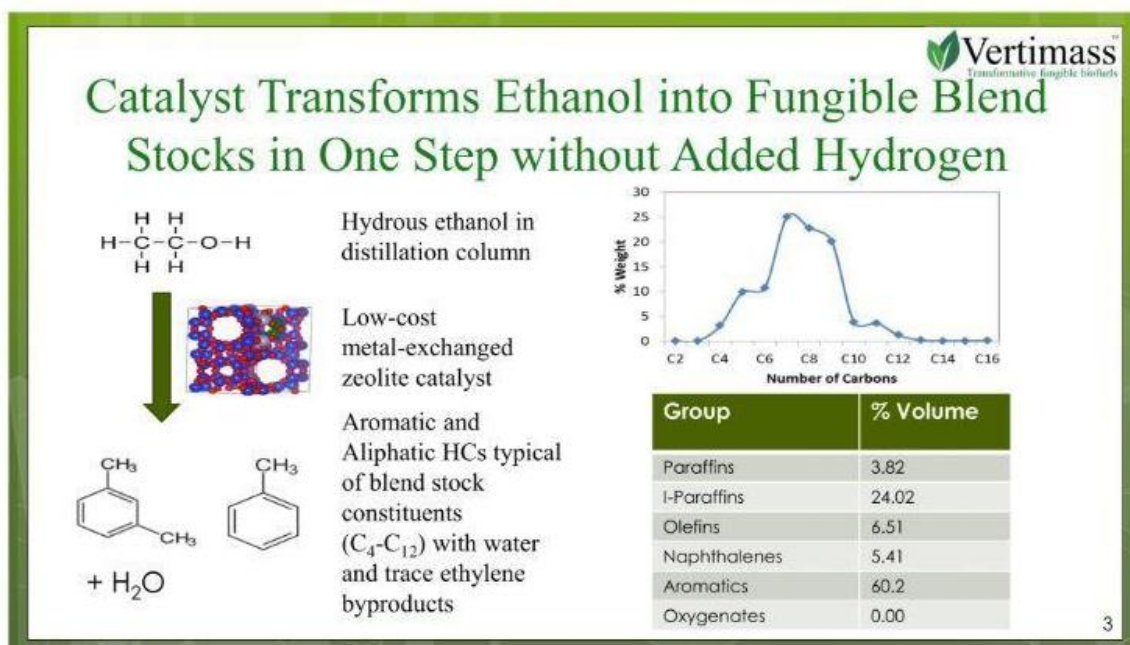 Vertimass™
Transformative fungible biofuels
Catalyst Transforms Ethanol into Fungible Blend
Stocks in One Step without Added Hydrogen
H H
H-C-C-O-H
H H
Hydrous ethanol in
distillation column
Low-cost
metal-exchanged
zeolite catalyst
Aromatic and
Aliphatic HCs typical
of blend stock
constituents
(C₄-C₁₂) with water
and trace ethylene
byproducts
CH₃
CH₃
CH₃
+ H₂O
30
25
20
15
10
5
0
% Weight
C2 C4 C6 C8 C10 C12 C14 C16
Number of Carbons
Group % Volume
Paraffins 3.82
I-Paraffins 24.02
Olefins 6.51
Naphthalenes 5.41
Aromatics 60.2
Oxygenates 0.00
3